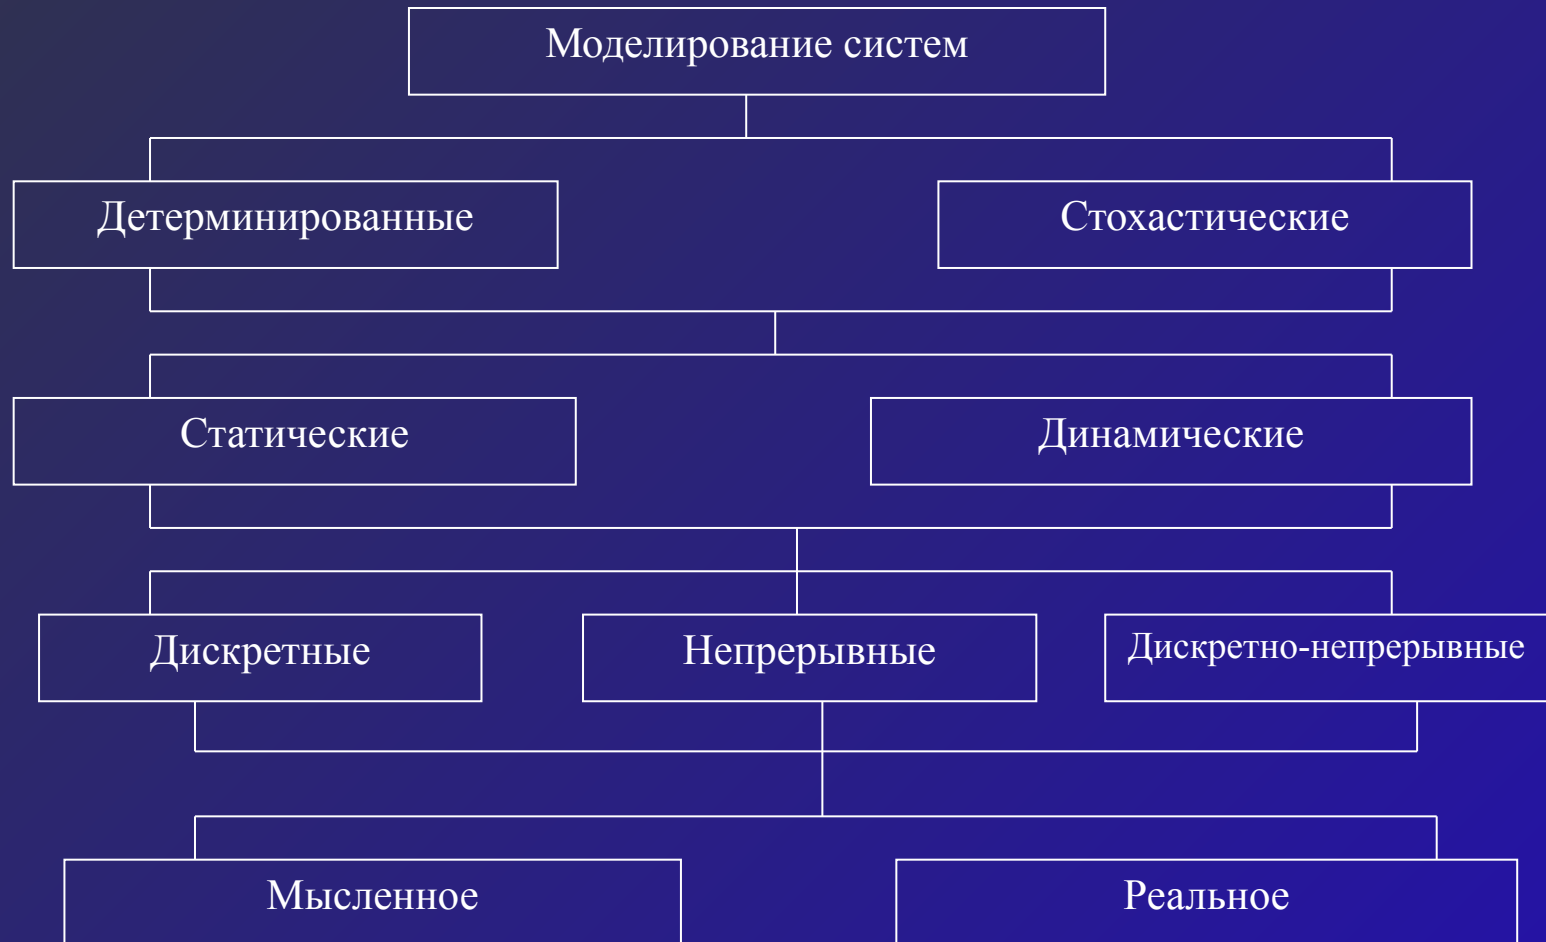 Моделирование систем
Детерминированные
Стохастические
Статические
Динамические
Дискретные
Непрерывные
Дискретно-непрерывные
Мысленное
Реальное